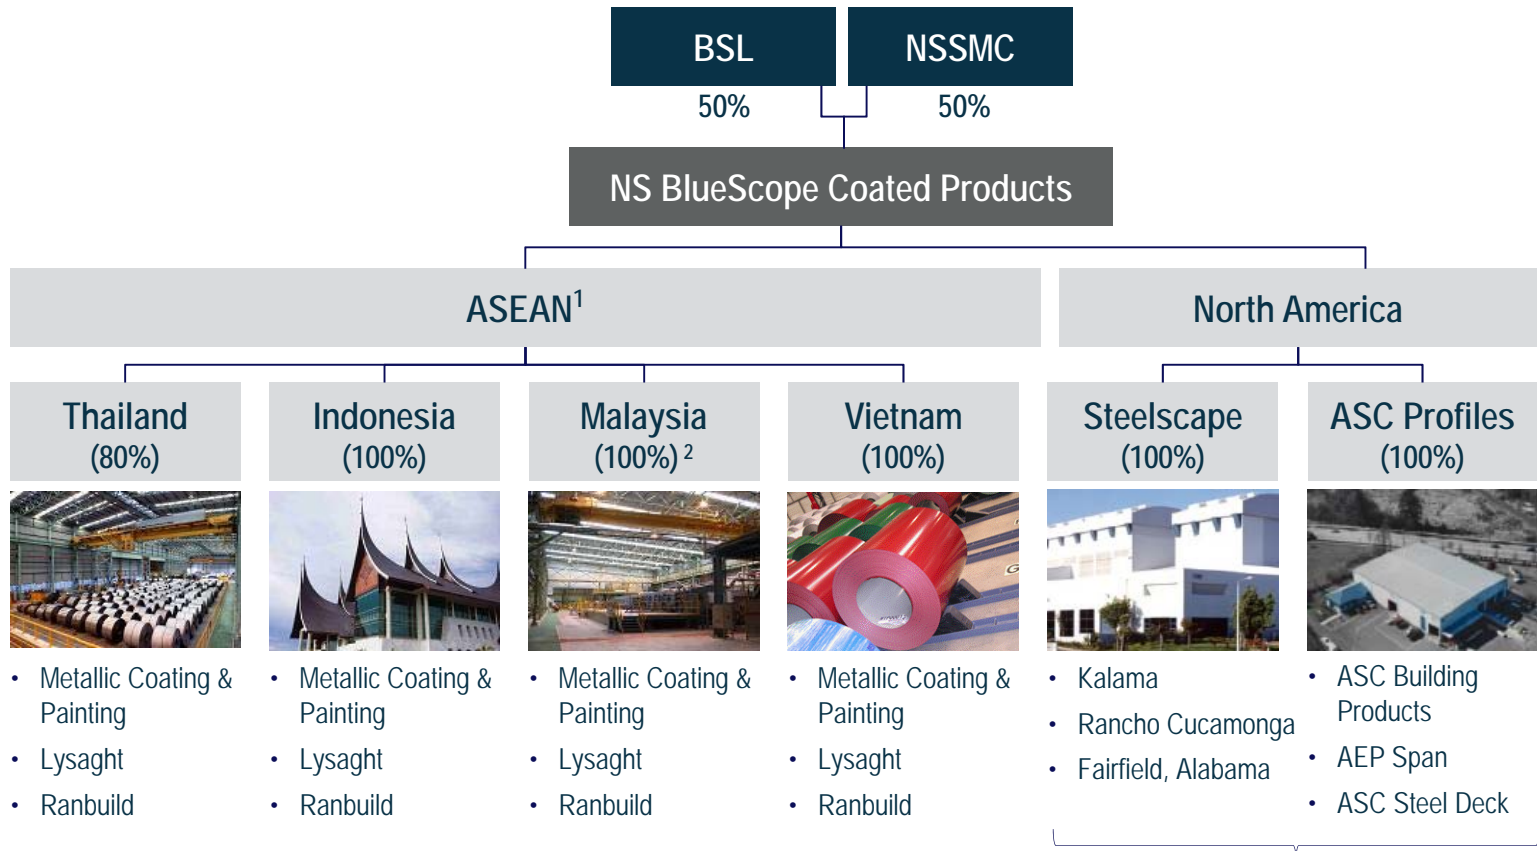 BSL
NSSMC
50%
50%
NS BlueScope Coated Products
ASEAN1
North America
Thailand
(80%)
Indonesia
(100%)
Malaysia
(100%) 2
Vietnam
(100%)
Steelscape
(100%)
ASC Profiles
(100%)
• Metallic Coating &
Painting
• Lysaght
• Ranbuild
• Metallic Coating &
Painting
• Lysaght
• Ranbuild
• Metallic Coating &
Painting
• Lysaght
• Ranbuild
• Metallic Coating &
Painting
• Lysaght
• Ranbuild
• Kalama
• Rancho Cucamonga
• Fairfield, Alabama
• ASC Building
Products
• AEP Span
• ASC Steel Deck